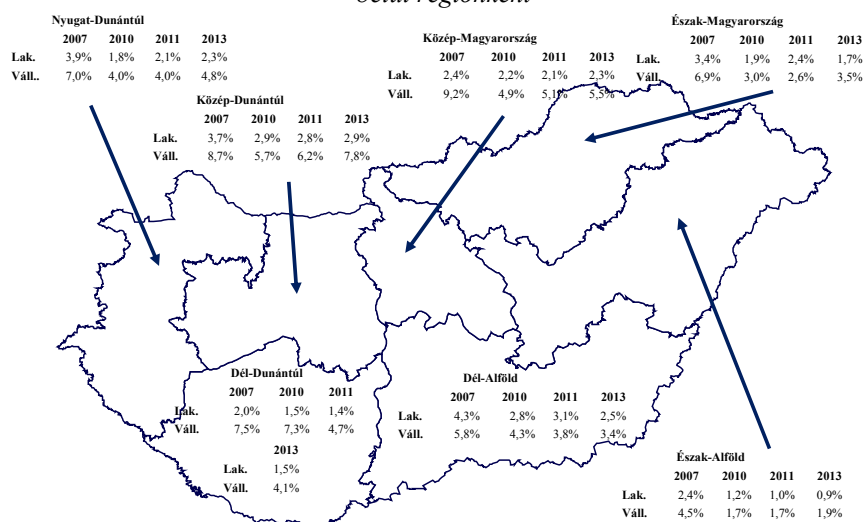 belül régiónként
Nyugat-Dunántúl
2007 2010 2011 2013
Lak. 3,9% 1,8% 2,1% 2,3%
Váll.. 7,0% 4,0% 4,0% 4,8%
Közép-Magyarország
2007 2010 2011 2013
Lak. 2,4% 2,2% 2,1% 2,3%
Váll. 9,2% 4,9% 5,1% 5,5%
Észak-Magyarország
2007 2010 2011 2013
Lak. 3,4% 1,9% 2,4% 1,7%
Váll. 6,9% 3,0% 2,6% 3,5%
Közép-Dunántúl
2007 2010 2011 2013
Lak. 3,7% 2,9% 2,8% 2,9%
Váll. 8,7% 5,7% 6,2% 7,8%
Dél-Dunántúl
2007 2010 2011
Lak. 2,0% 1,5% 1,4%
Váll. 7,5% 7,3% 4,7%
2013
Lak. 1,5%
Váll. 4,1%
Dél-Alföld
2007 2010 2011 2013
Lak. 4,3% 2,8% 3,1% 2,5%
Váll. 5,8% 4,3% 3,8% 3,4%
Észak-Alföld
2007 2010 2011 2013
Lak. 2,4% 1,2% 1,0% 0,9%
Váll. 4,5% 1,7% 1,7% 1,9%